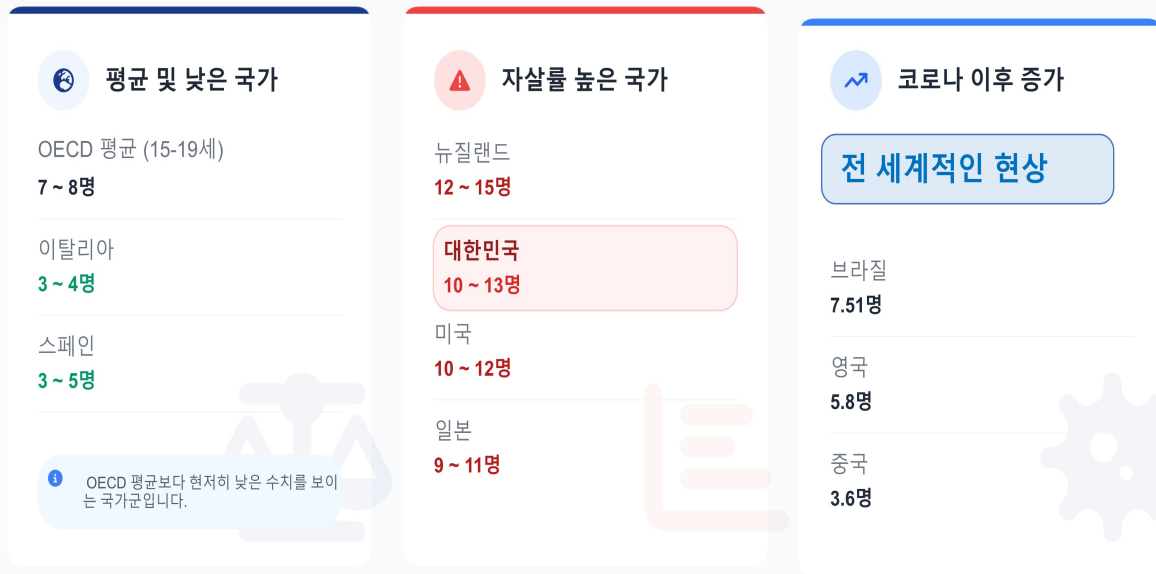 평균 및 낮은 국가
OECD 평균 (15-19세)
7 ~ 8명
이탈리아
3 ~ 4명
스페인
3 ~ 5명
OECD 평균보다 현저히 낮은 수치를 보이
는 국가군입니다.
자살률 높은 국가
뉴질랜드
12 ~ 15명
대한민국
10 ~ 13명
미국
10 ~ 12명
일본
9 ~ 11명
코로나 이후 증가
전 세계적인 현상
브라질
7.51명
영국
5.8명
중국
3.6명